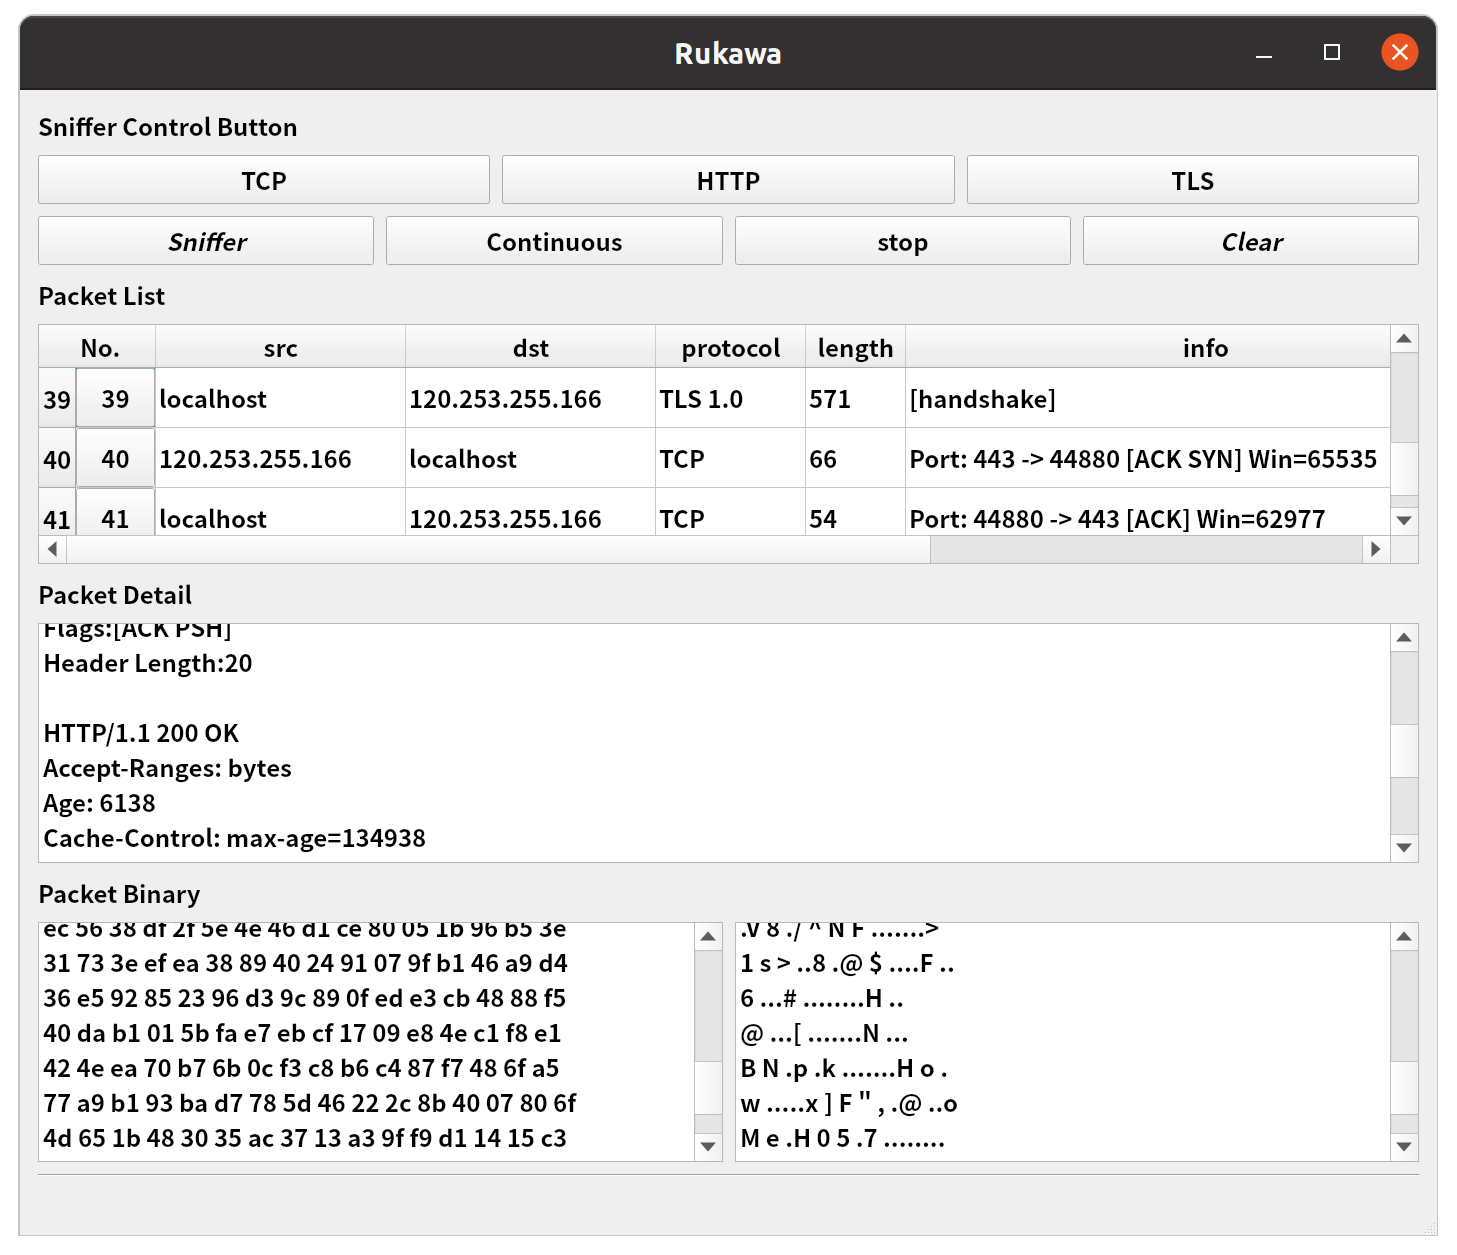 Rukawa
Sniffer Control Button
TCP HTTP TLS
Sniffer Continuous stop Clear
Packet List
No. src dst protocol length info
39 39 localhost 120.253.255.166 TLS 1.0 571 [handshake]
40 40 120.253.255.166 localhost TCP 66 Port: 443 -> 44880 [ACK SYN] Win=65535
41 41 localhost 120.253.255.166 TCP 54 Port: 44880 -> 443 [ACK] Win=62977
Packet Detail
Flags:[ACK PSH]
Header Length:20
HTTP/1.1 200 OK
Accept-Ranges: bytes
Age: 6138
Cache-Control: max-age=134938
Packet Binary
ec 56 38 df 2f 5e 4e 46 d1 ce 80 05 1b 96 b5 3e
31 73 3e ef ea 38 89 40 24 91 07 9f b1 46 a9 d4
36 e5 92 85 23 96 d3 9c 89 0f ed e3 cb 48 88 f5
40 da b1 01 5b fa e7 eb cf 17 09 e8 4e c1 f8 e1
42 4e ea 70 b7 6b 0c f3 c8 b6 c4 87 f7 48 6f a5
77 a9 b1 93 ba d7 78 5d 46 22 2c 8b 40 07 80 6f
4d 65 1b 48 30 35 ac 37 13 a3 9f f9 d1 14 15 c3
.V 8 ./ ^ N F .......>
1 s > ..8 .@ $ ....F ..
6 ...# ........H ..
@ ...[ .......N ...
B N .p .k .......H o .
w .....x ] F " , .@ ..o
M e .H 0 5 .7 ........